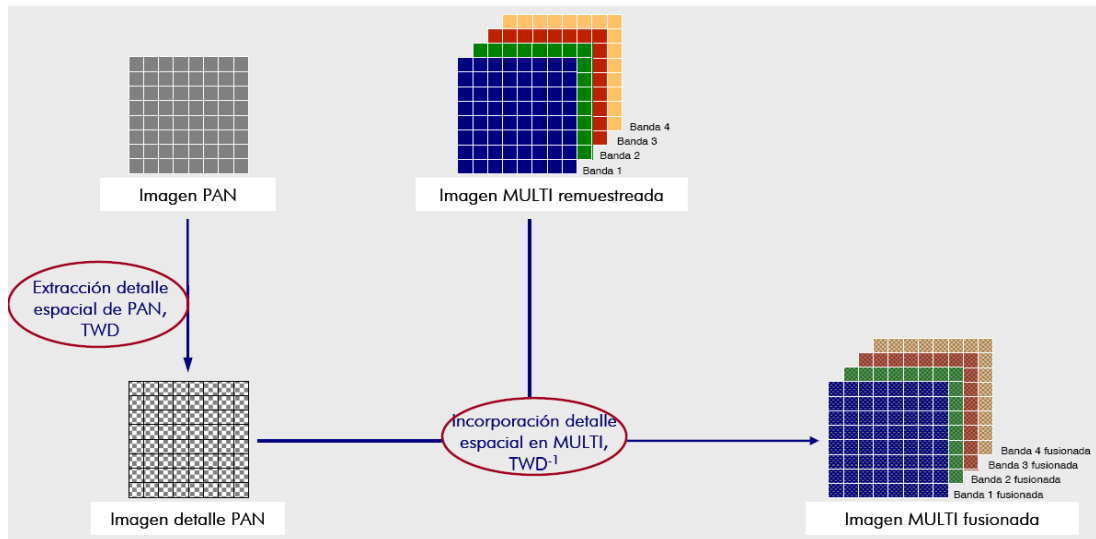 Banda 4
Banda 3
Banda 2
Banda 1
Imagen PAN
Imagen MULTI remuestreada
Extracción detalle
espacial de PAN,
TWD
Incorporación detalle
espacial en MULTI,
TWD-1
Banda 4 fusionada
Banda 3 fusionada
Banda 2 fusionada
Banda 1 fusionada
Imagen detalle PAN
Imagen MULTI fusionada